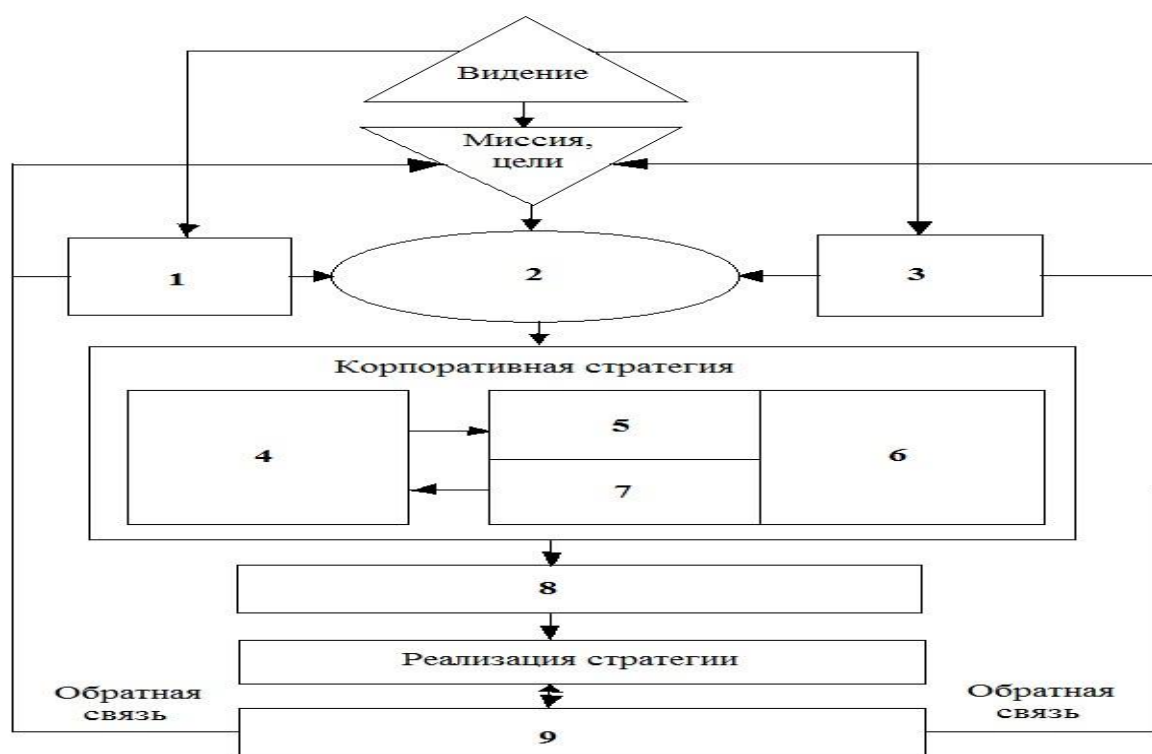 Видение
Миссия,
цели
1
2
3
Корпоративная стратегия
4
5
6
7
8
Реализация стратегии
Обратная
связь
Обратная
связь
9